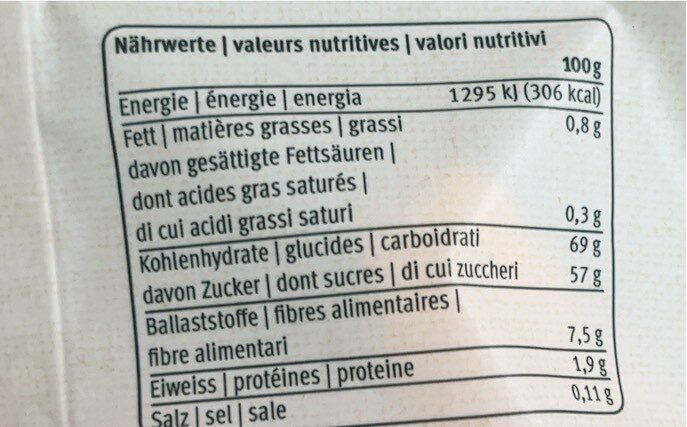 Nährwerte | valeurs nutritives | valori nutritivi
100g
Energie | énergie | energia 1295 kJ (306 kcal)
Fett | matières grasses | grassi 0,8 g
davon gesättigte Fettsäuren |
dont acides gras saturés |
di cui acidi grassi saturi 0,3 g
Kohlenhydrate | glucides | carboidrati 69 g
davon Zucker | dont sucres | di cui zuccheri 57 g
Ballaststoffe | fibres alimentaires |
fibre alimentari 7,5 g
Eiweiss | protéines | proteine 1,9 g
Salz | sel | sale 0,11 g